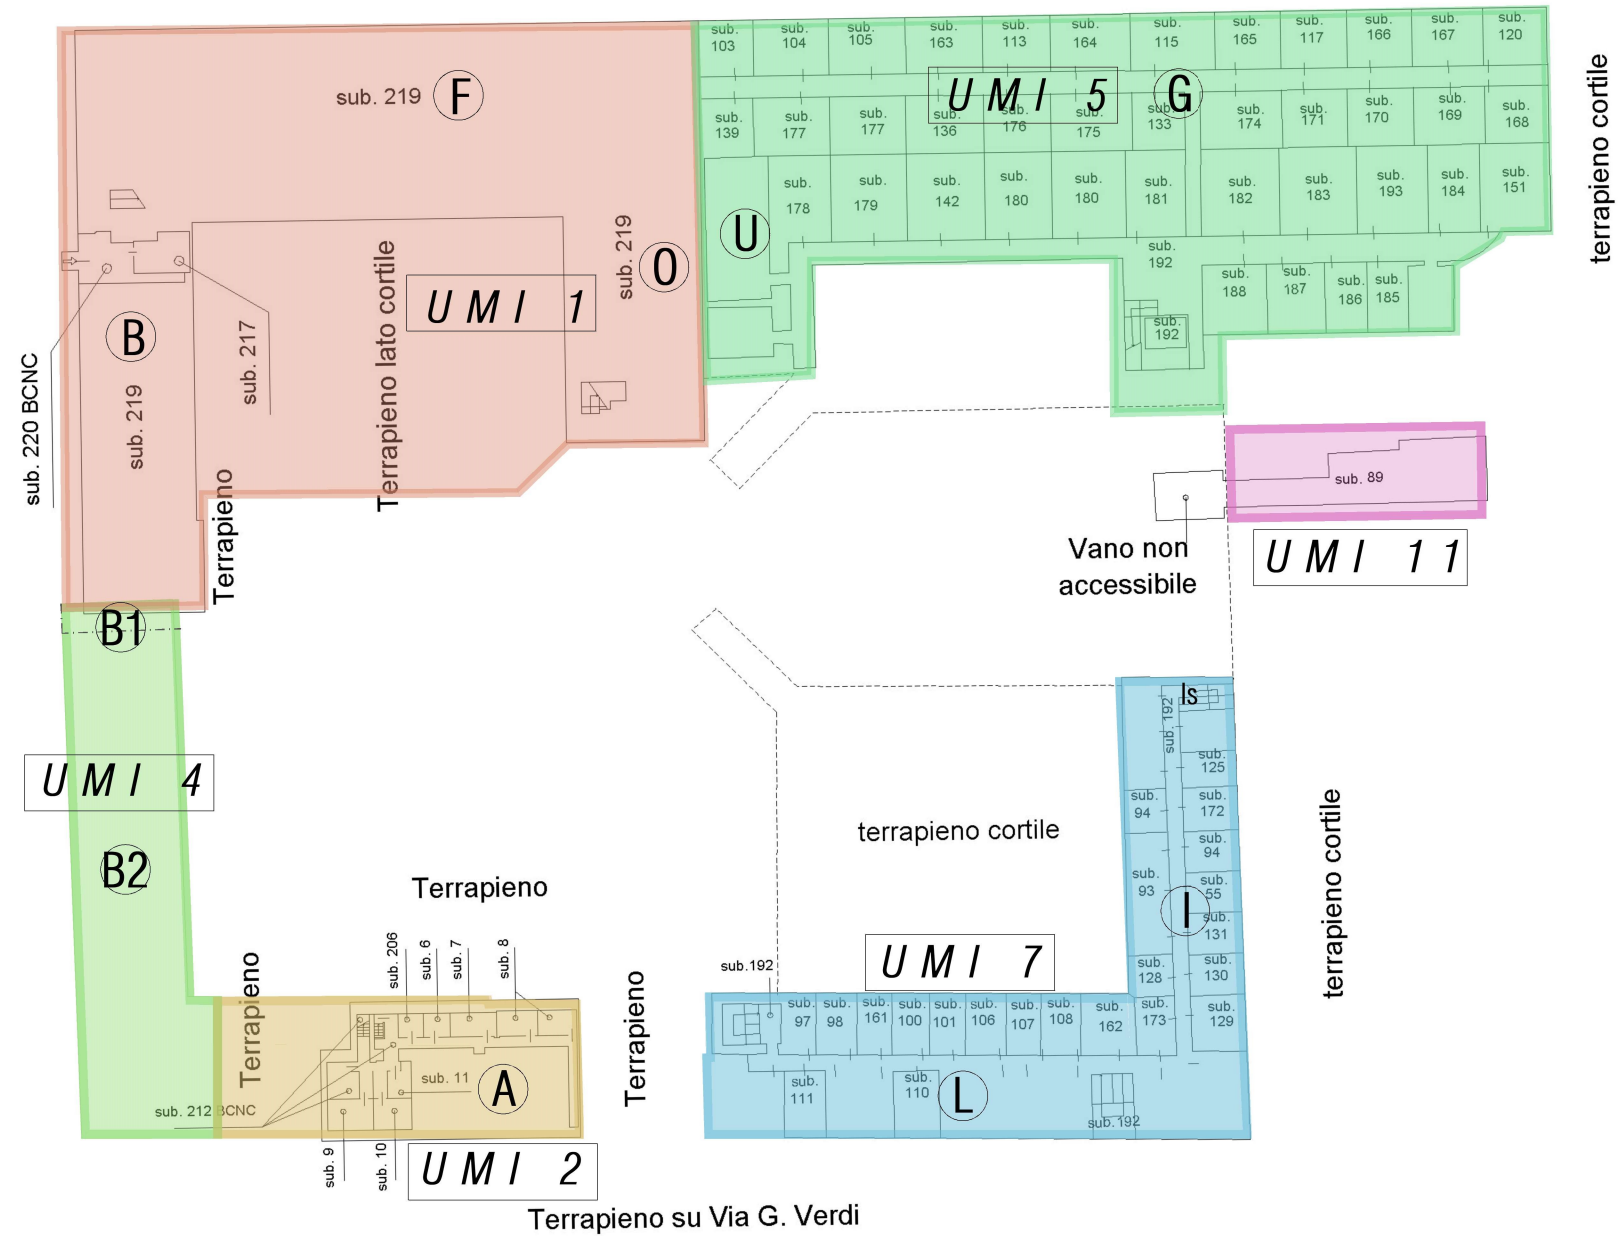 sub. 219
F
sub. 219
O
UMI 1
Terrapieno lato cortile
sub. 217
sub. 220 BCNC
B
sub. 219
Terrapieno
sub.
103
sub.
104
sub.
105
sub.
163
sub.
113
sub.
164
sub.
115
sub.
165
sub.
117
sub.
166
sub.
167
sub.
120
UMI 5
G
sub.
139
sub.
177
sub.
177
sub.
136
sub.
176
sub.
175
sub.
133
sub.
174
sub.
171
sub.
170
sub.
169
sub.
168
U
sub.
178
sub.
179
sub.
142
sub.
180
sub.
180
sub.
181
sub.
182
sub.
183
sub.
193
sub.
184
sub.
151
sub.
192
sub.
188
sub.
187
sub.
186
sub.
185
sub.
192
terrapieno cortile
sub. 89
Vano non
accessibile
UMI 11
B1
UMI 4
B2
Is
sub. 192
sub.
125
sub.
94
sub.
172
sub.
94
sub.
93
sub.
55
I
sub.
131
sub.
128
sub.
130
terrapieno cortile
terrapieno cortile
Terrapieno
sub. 206
sub. 6
sub. 7
sub. 8
Terrapieno
Terrapieno
sub. 11
A
sub. 212 BCNC
sub. 9
sub. 10
UMI 2
UMI 7
sub.192
sub.
97
sub.
98
sub.
161
sub.
100
sub.
101
sub.
106
sub.
107
sub.
108
sub.
162
sub.
173
sub.
129
sub.
111
sub.
110
L
sub.192
Terrapieno su Via G. Verdi